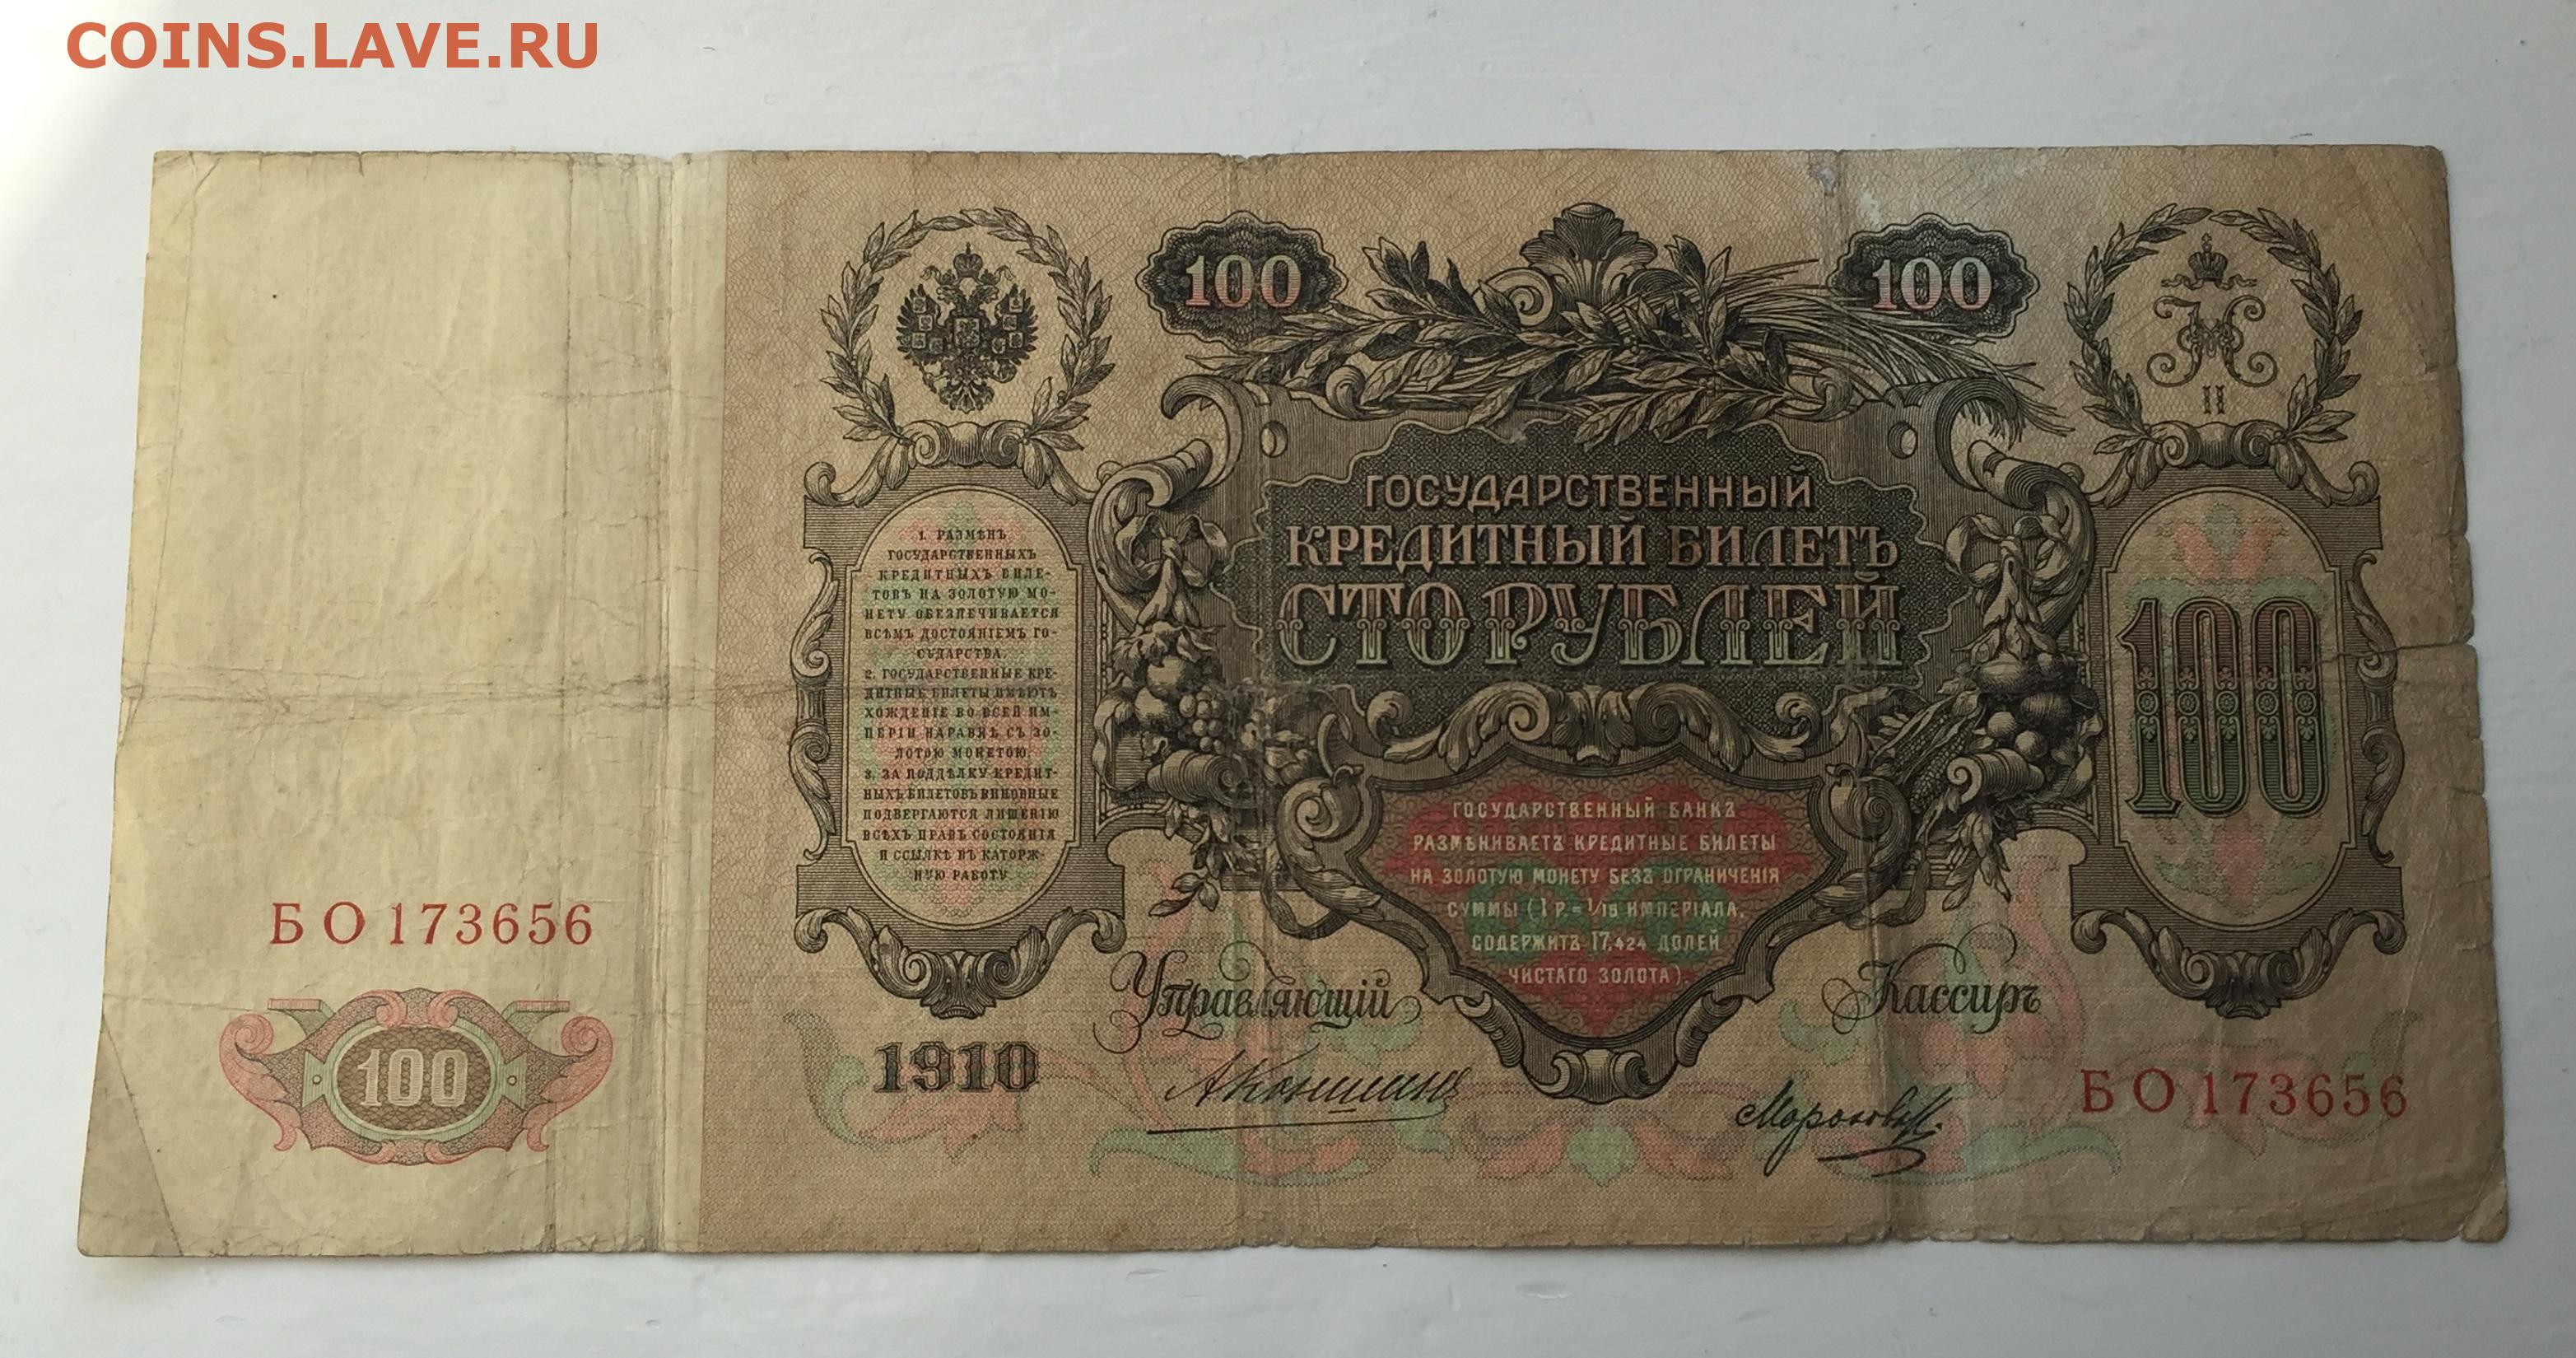 COINS.LAVE.RU
100
100
II
ГОСУДАРСТВЕННЫЙ
КРЕДИТНЫЙ БИЛЕТЪ
СТО РУБЛЕЙ
1. РАЗМѢНЪ
ГОСУДАРСТВЕННЫХЪ
КРЕДИТНЫХЪ БИЛЕ-
ТОВЪ НА ЗОЛОТУЮ МО-
НЕТУ ОБЕЗПЕЧИВАЕТСЯ
ВСѢМЪ ДОСТОЯНІЕМЪ ГО-
СУДАРСТВА.
2. ГОСУДАРСТВЕННЫЕ КРЕ-
ДИТНЫЕ БИЛЕТЫ ИМѢЮТЪ
ХОЖДЕНІЕ ВО ВСЕЙ ИМ-
ПЕРІИ НАРАВНѢ СЪ ЗО-
ЛОТОЮ МОНЕТОЮ.
3. ЗА ПОДДѢЛКУ КРЕДИТ-
НЫХЪ БИЛЕТОВЪ ВИНОВНЫЕ
ПОДВЕРГАЮТСЯ ЛИШЕНІЮ
ВСѢХЪ ПРАВЪ СОСТОЯНІЯ
И ССЫЛКѢ ВЪ КАТОРЖ-
НУЮ РАБОТУ
100
ГОСУДАРСТВЕННЫЙ БАНКЪ
РАЗМѢНИВАЕТЪ КРЕДИТНЫЕ БИЛЕТЫ
НА ЗОЛОТУЮ МОНЕТУ БЕЗЪ ОГРАНИЧЕНІЯ
СУММЫ (1 Р. = 1/15 ИМПЕРІАЛА,
СОДЕРЖИТЪ 17,424 ДОЛЕЙ
ЧИСТАГО ЗОЛОТА).
БО 173656
100
Управляющій
Кассиръ
1910
АКоншинъ
Морозовъ
БО 173656